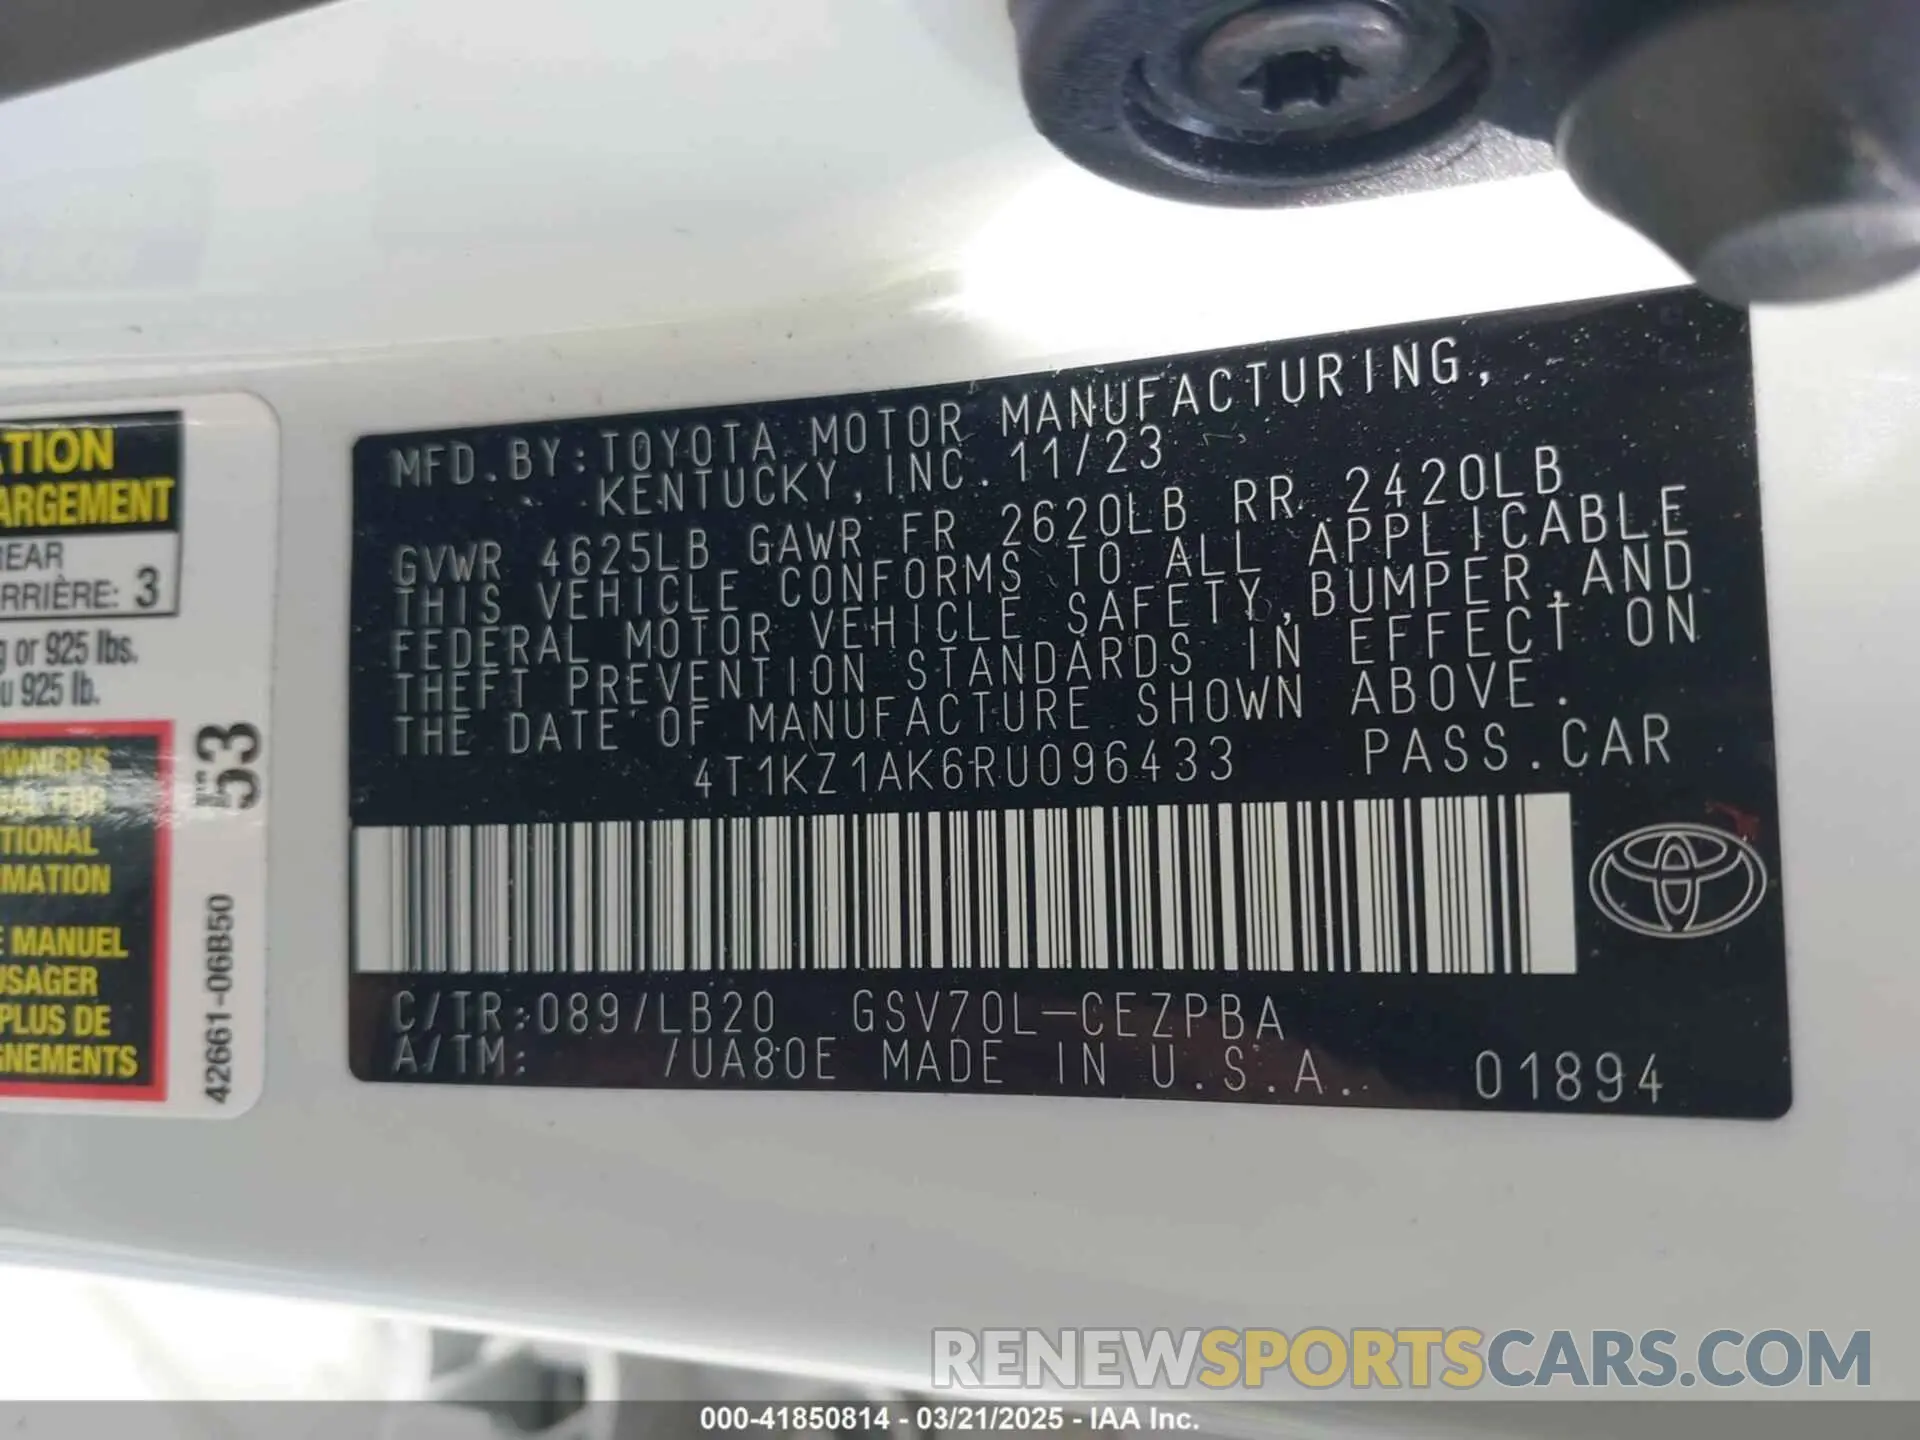 MFD.BY:TOYOTA MOTOR MANUFACTURING,
KENTUCKY, INC. 11/23
GVWR 4625LB GAWR FR 2620LB RR 2420LB
THIS VEHICLE CONFORMS TO ALL APPLICABLE
FEDERAL MOTOR VEHICLE SAFETY,BUMPER,AND
THEFT PREVENTION STANDARDS IN EFFECT ON
THE DATE OF MANUFACTURE SHOWN ABOVE.
4T1KZ1AK6RU096433 PASS.CAR
C/TR:089/LB20 GSV70L-CEZPBA
A/TM: /UA80E MADE IN U.S.A. 01894
ATION
ARGEMENT
REAR
RRIÈRE: 3
g or 925 lbs.
u 925 lb.
WNER'S
AL FOR
TIONAL
RMATION
E MANUEL
USAGER
PLUS DE
GNEMENTS
53
42661-06B50
RENEWSPORTSCARS.COM
000-41850814 - 03/21/2025 - IAA Inc.